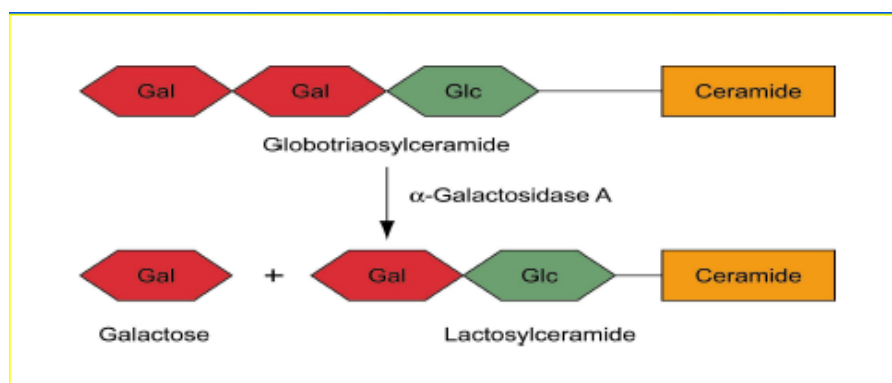 Gal Gal Glc Ceramide
Globotriaosylceramide
α-Galactosidase A
Gal + Gal Glc Ceramide
Galactose Lactosylceramide